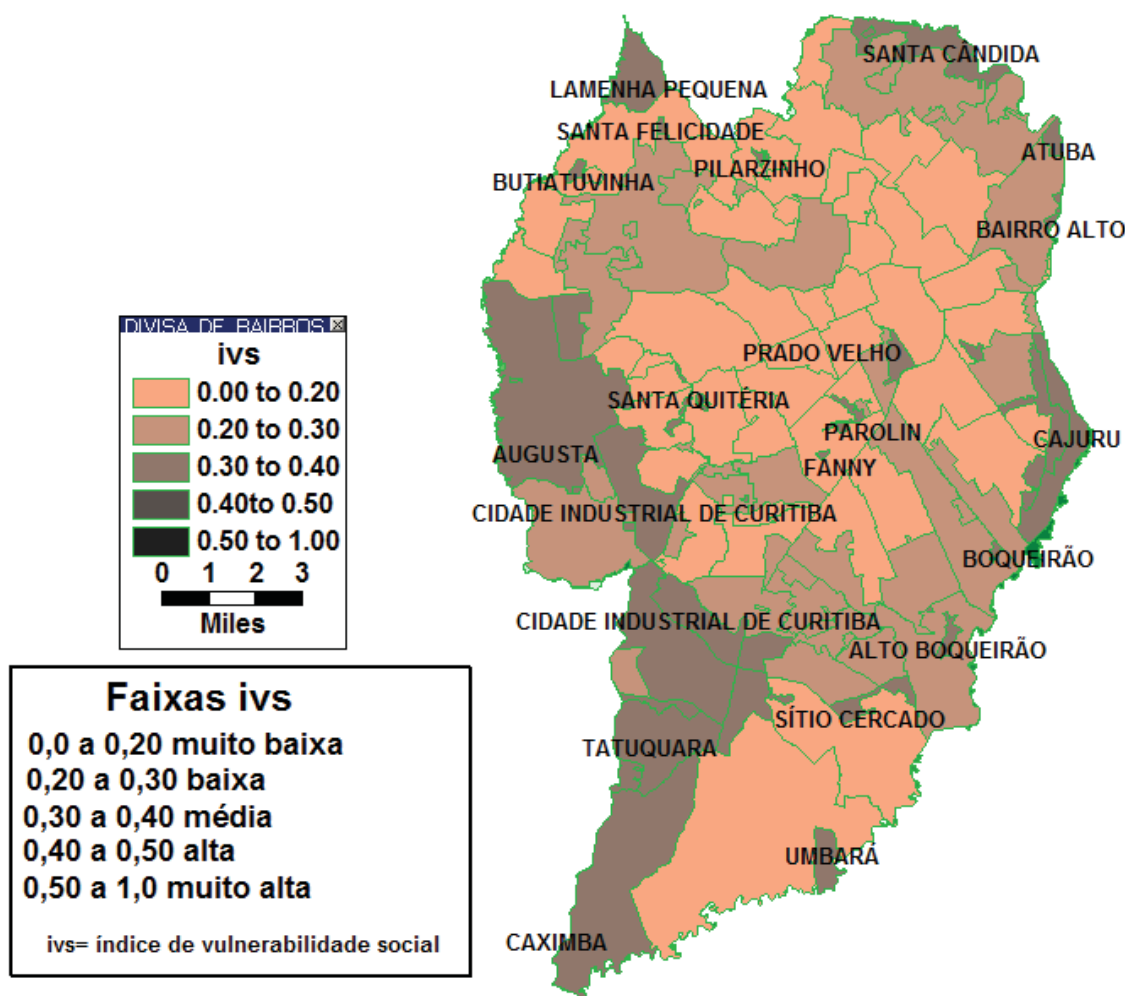 SANTA CÂNDIDA
LAMENHA PEQUENA
SANTA FELICIDADE
ATUBA
PILARZINHO
BUTIATUVINHA
BAIRRO ALTO
DIVISA DE BAIRROS
ivs
0.00 to 0.20
0.20 to 0.30
0.30 to 0.40
0.40to 0.50
0.50 to 1.00
0 1 2 3
Miles
PRADO VELHO
SANTA QUITÉRIA
PAROLIN
CAJURU
AUGUSTA
FANNY
CIDADE INDUSTRIAL DE CURITIBA
BOQUEIRÃO
CIDADE INDUSTRIAL DE CURITIBA
ALTO BOQUEIRÃO
SÍTIO CERCADO
TATUQUARA
UMBARÁ
CAXIMBA
Faixas ivs
0,0 a 0,20 muito baixa
0,20 a 0,30 baixa
0,30 a 0,40 média
0,40 a 0,50 alta
0,50 a 1,0 muito alta
ivs= índice de vulnerabilidade social